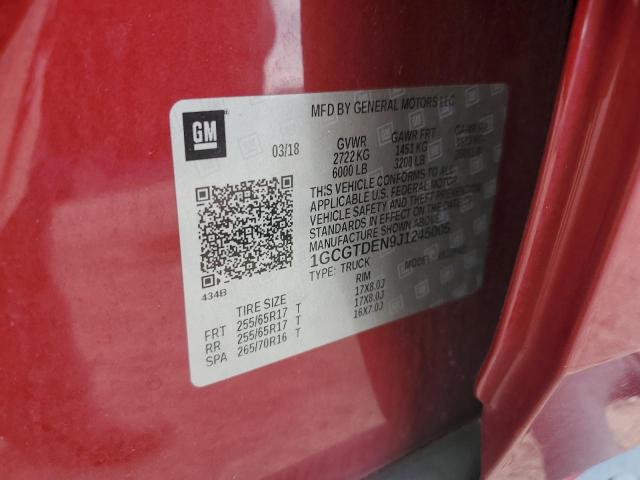 GM
MFD BY GENERAL MOTORS LLC
03/18 GVWR GAWR FRT GAWR RR
2722 KG 1451 KG
6000 LB 3200 LB
THIS VEHICLE CONFORMS TO ALL
APPLICABLE U.S. FEDERAL MOTOR
VEHICLE SAFETY AND THEFT PREVENTION
STANDARDS IN EFFECT ON THE DATE OF
1GCGTDEN9J1245005
TYPE: TRUCK MODEL:
434B
TIRE SIZE RIM
FRT 255/65R17 T 17X8.0J
RR 255/65R17 T 17X8.0J
SPA 265/70R16 T 16X7.0J